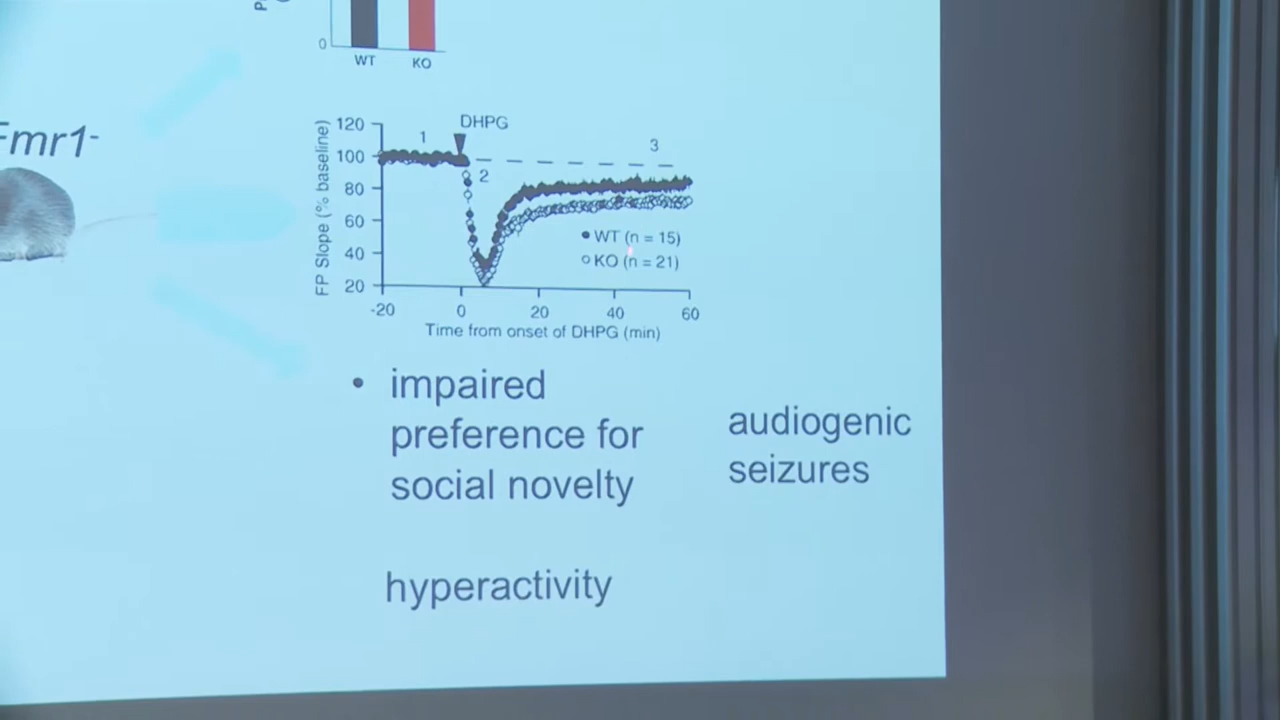 0
WT KO
Fmr1-
DHPG
120
100
80
60
40
20
1
2
3
FP Slope (% baseline)
WT (n = 15)
KO (n = 21)
-20 0 20 40 60
Time from onset of DHPG (min)
• impaired
preference for
social novelty
audiogenic
seizures
hyperactivity